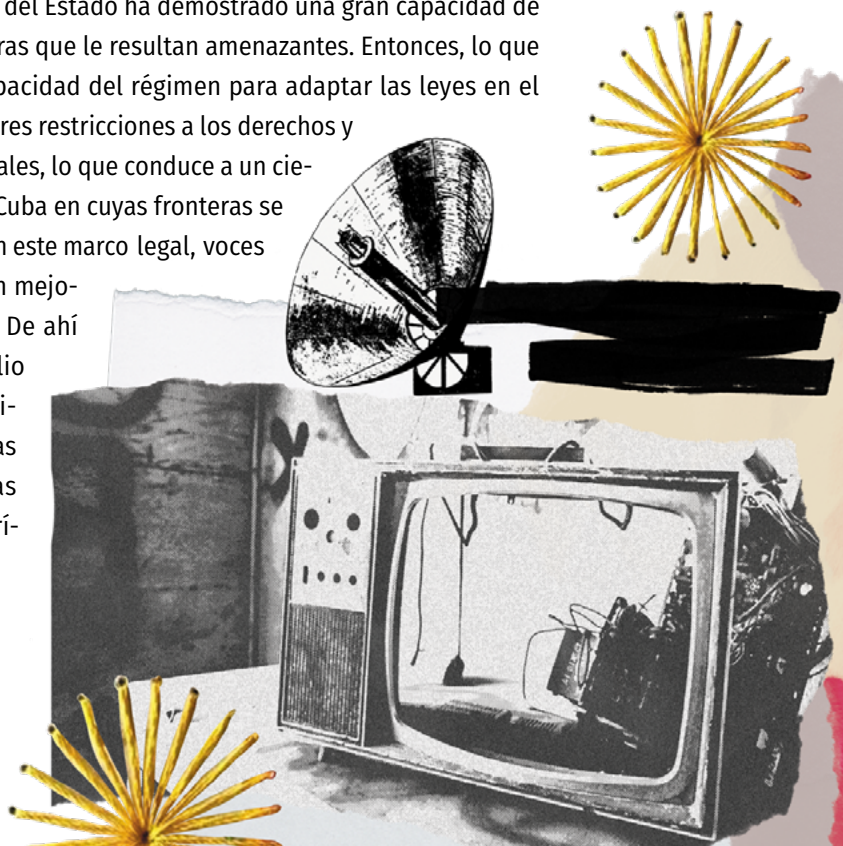 del Estado ha demostrado una gran capacidad de
ras que le resultan amenazantes. Entonces, lo que
pacidad del régimen para adaptar las leyes en el
res restricciones a los derechos y
ales, lo que conduce a un cie-
Cuba en cuyas fronteras se
n este marco legal, voces
n mejo-
De ahí
lio
i-
as
as
rí-